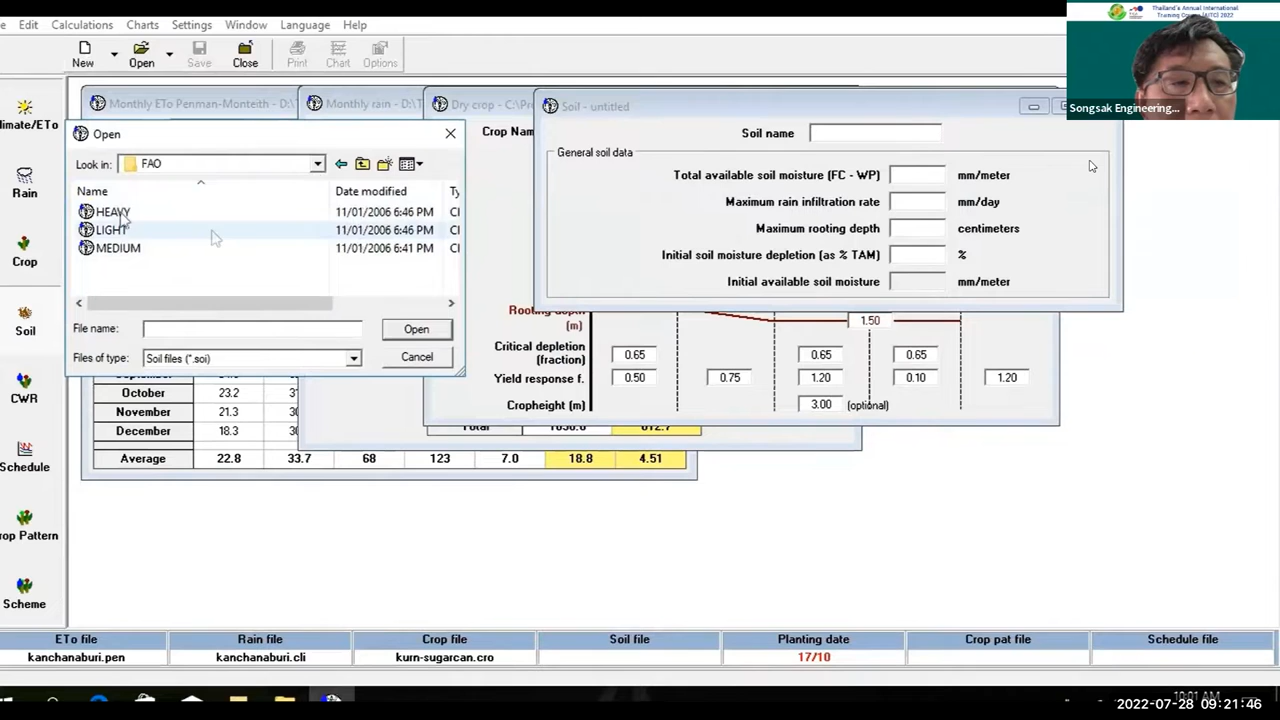 Edit Calculations Charts Settings Window Language Help
New Open Save Close Print Chart Options
Climate/ETo
Rain
Crop
Soil
CWR
Schedule
Crop Pattern
Scheme
Monthly ETo Penman-Monteith - D:\
Monthly rain - D:\T
Dry crop - C:\Pr
Soil - untitled
Open
Look in: FAO
Name Date modified Ty
HEAVY 11/01/2006 6:46 PM CI
LIGHT 11/01/2006 6:46 PM CI
MEDIUM 11/01/2006 6:41 PM CI
File name: Open
Files of type: Soil files (*.soi) Cancel
Crop Nam
Soil name
General soil data
Total available soil moisture (FC - WP) mm/meter
Maximum rain infiltration rate mm/day
Maximum rooting depth centimeters
Initial soil moisture depletion (as % TAM) %
Initial available soil moisture mm/meter
Rooting depth
(m) 1.50
Critical depletion
(fraction) 0.65 0.65 0.65
Yield response f. 0.50 0.75 1.20 0.10 1.20
Cropheight (m) 3.00 (optional)
October 23.2
November 21.3
December 18.3
Average 22.8 33.7 68 123 7.0 18.8 4.51
Total
ETo file Rain file Crop file Soil file Planting date Crop pat file Schedule file
kanchanaburi.pen kanchanaburi.cli kurn-sugarcan.cro 17/10
Thailand's Annual International
Training Course (AITC) 2022
Songsak Engineering...
10:01 AM
2022-07-28 09:21:46